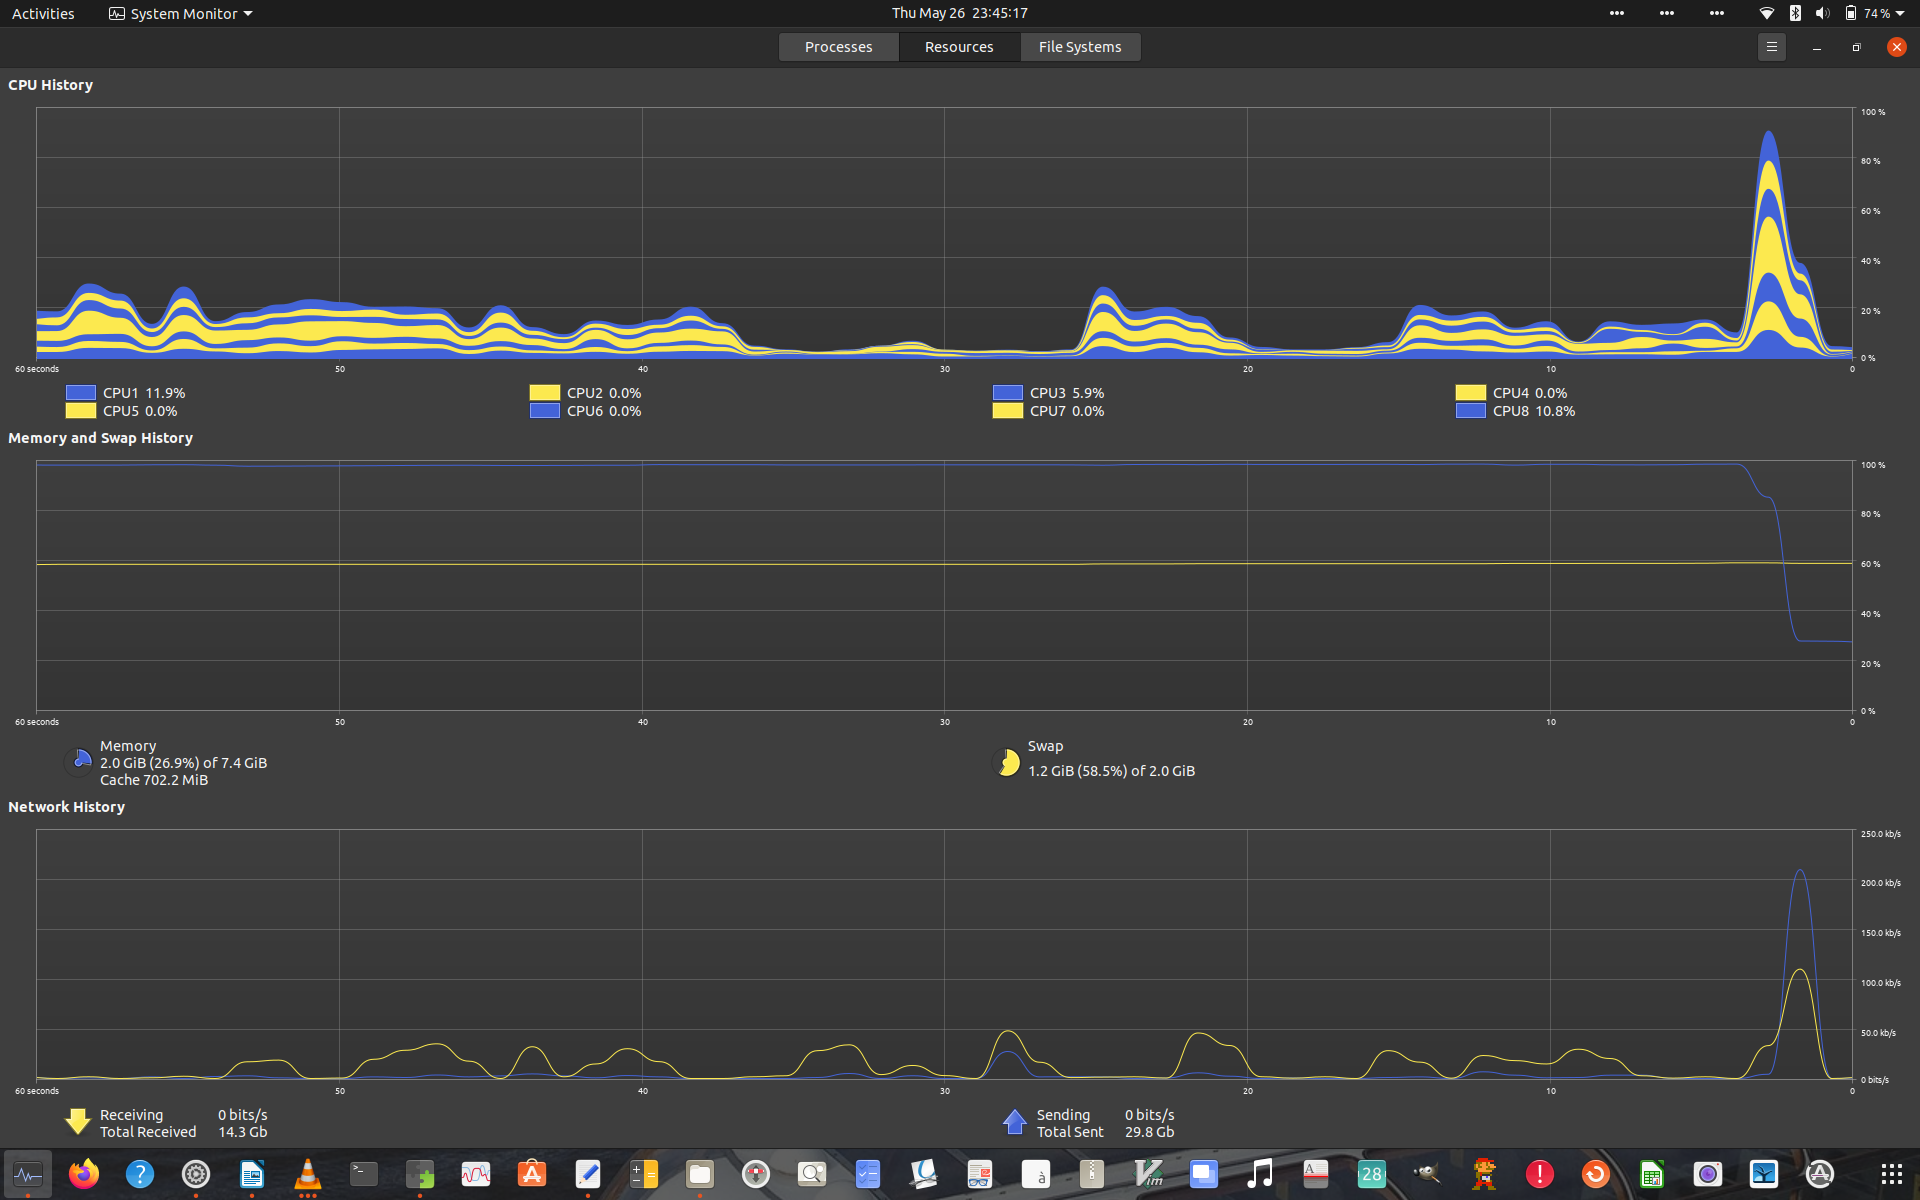 Activities System Monitor Thu May 26 23:45:17 74 %
Processes Resources File Systems
CPU History
100 %
80 %
60 %
40 %
20 %
0 %
60 seconds 50 40 30 20 10 0
CPU1 11.9% CPU2 0.0% CPU3 5.9% CPU4 0.0%
CPU5 0.0% CPU6 0.0% CPU7 0.0% CPU8 10.8%
Memory and Swap History
100 %
80 %
60 %
40 %
20 %
0 %
60 seconds 50 40 30 20 10 0
Memory
2.0 GiB (26.9%) of 7.4 GiB
Cache 702.2 MiB
Swap
1.2 GiB (58.5%) of 2.0 GiB
Network History
250.0 kb/s
200.0 kb/s
150.0 kb/s
100.0 kb/s
50.0 kb/s
0 bits/s
60 seconds 50 40 30 20 10 0
Receiving 0 bits/s
Total Received 14.3 Gb
Sending 0 bits/s
Total Sent 29.8 Gb
? >_ A à Vim A 28 ! A